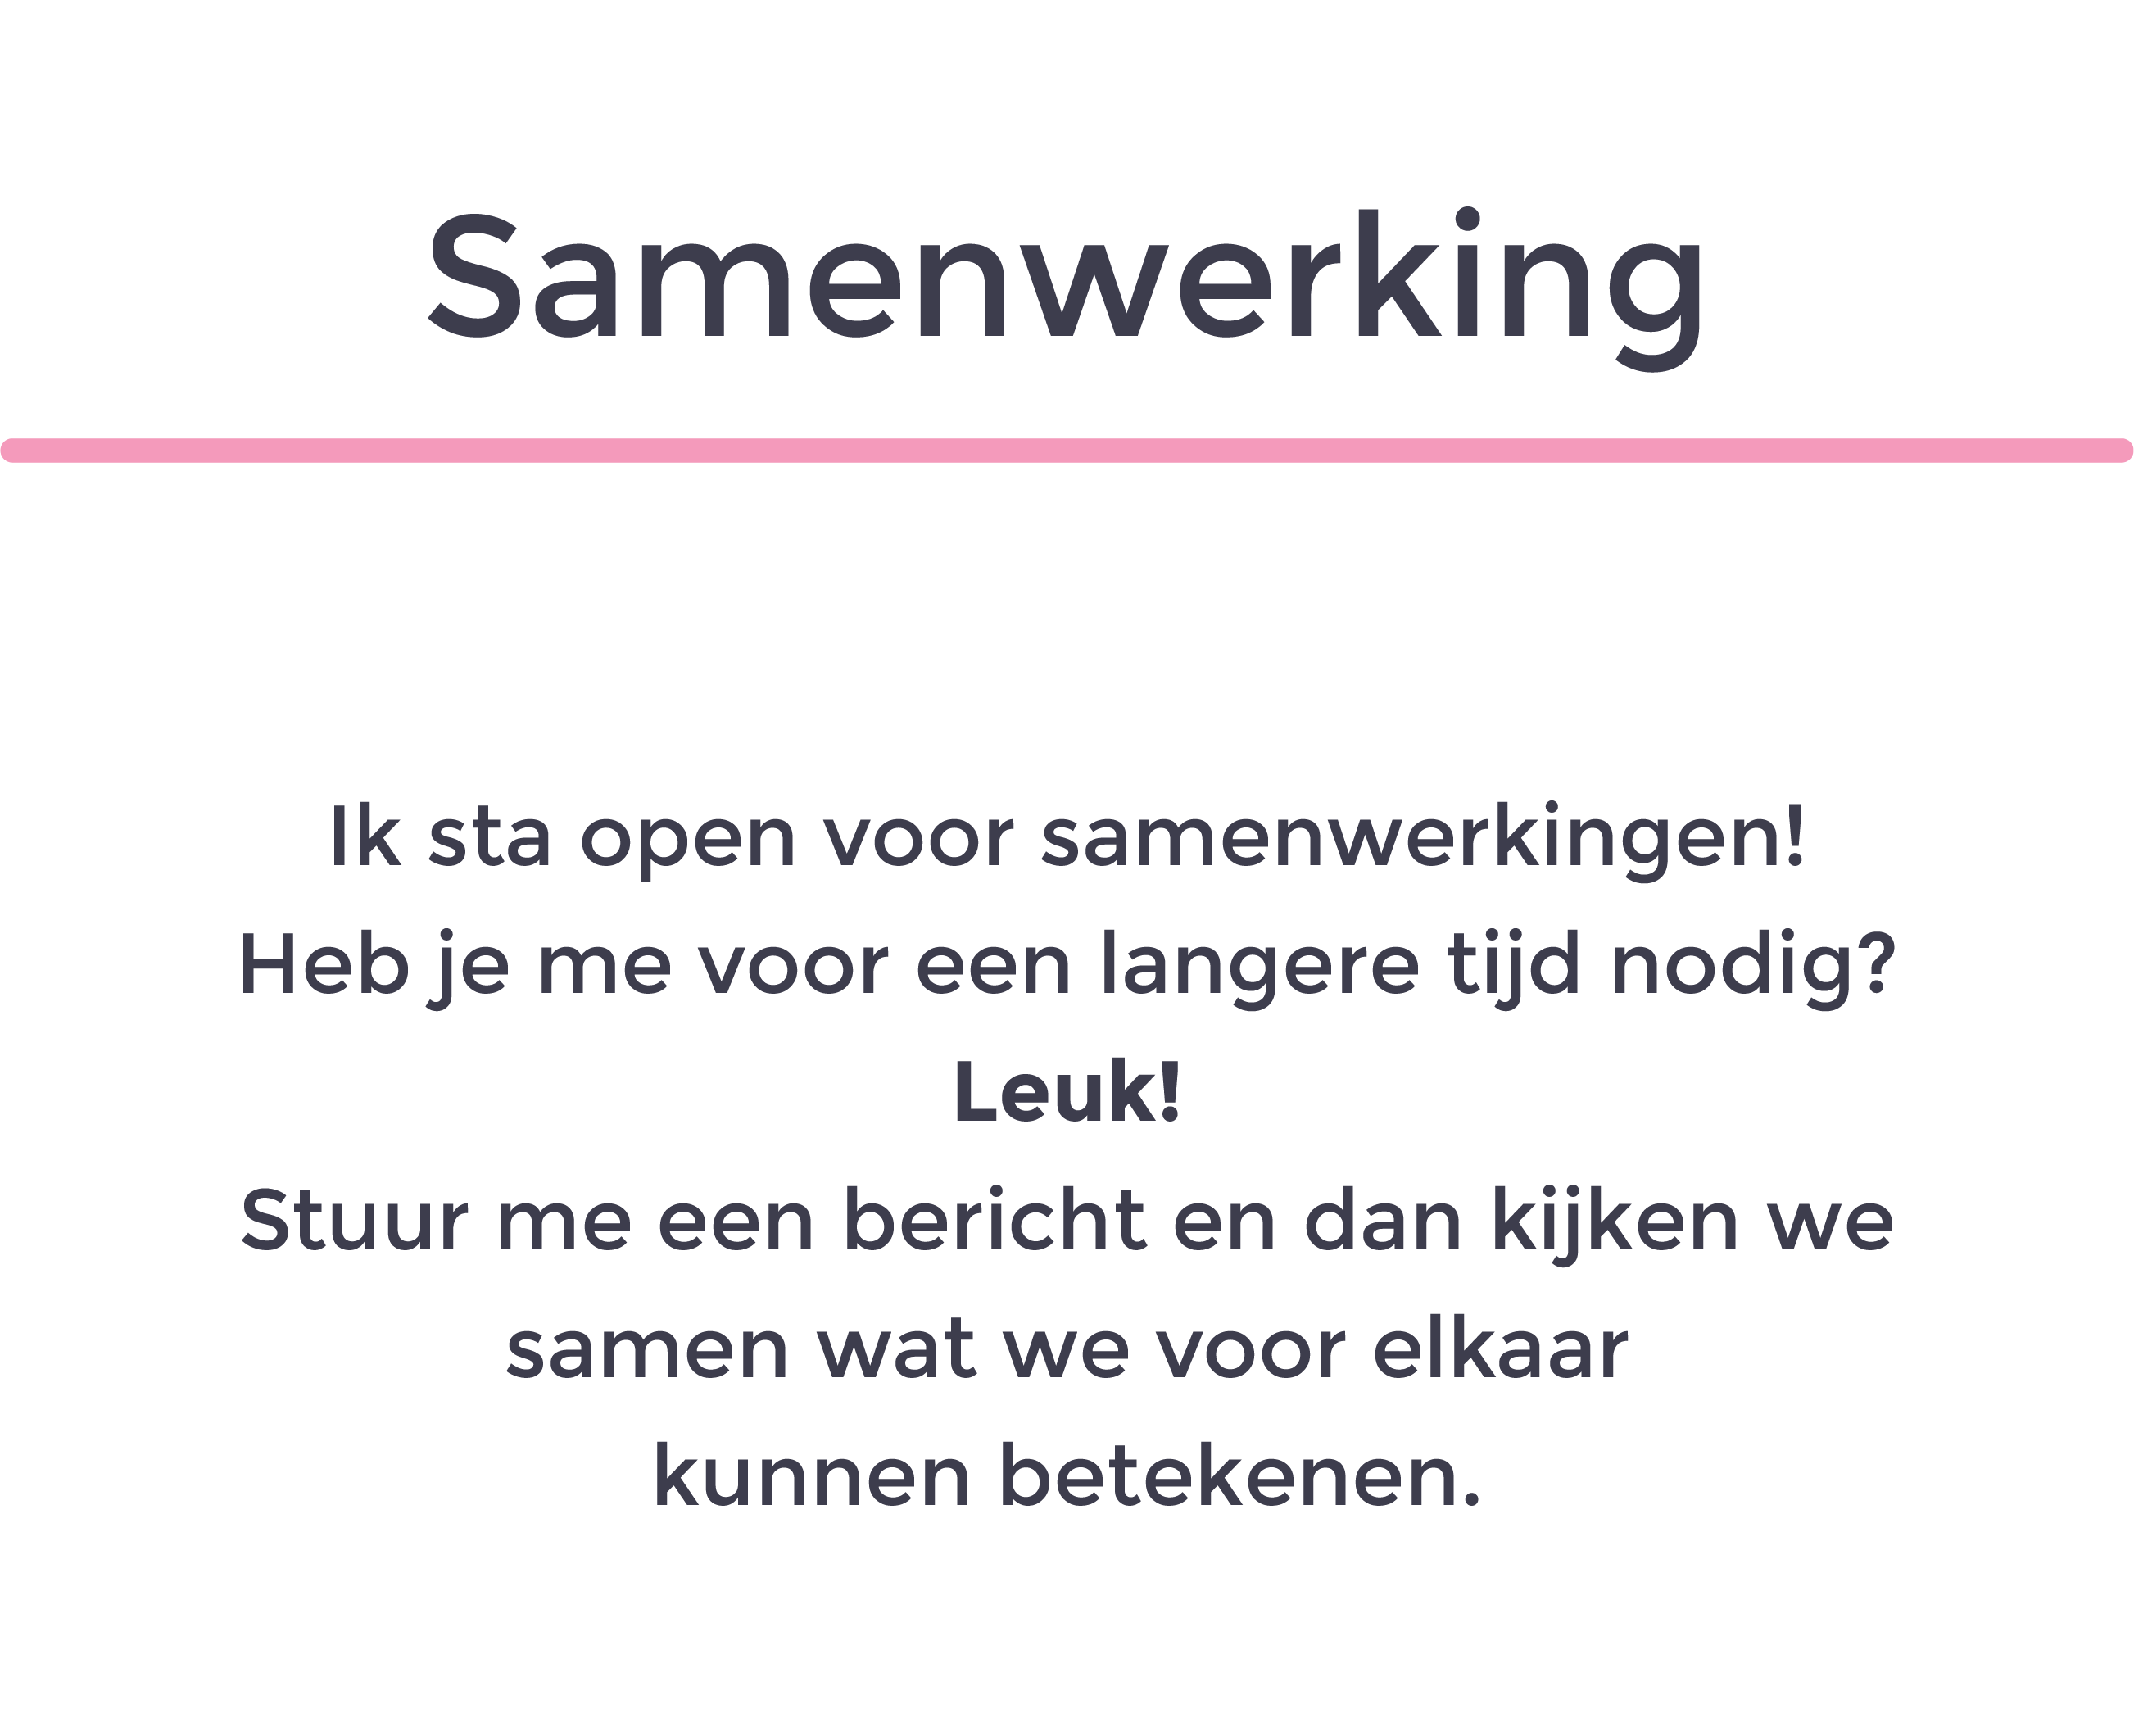 Samenwerking
Ik sta open voor samenwerkingen!
Heb je me voor een langere tijd nodig?
Leuk!
Stuur me een bericht en dan kijken we
samen wat we voor elkaar
kunnen betekenen.